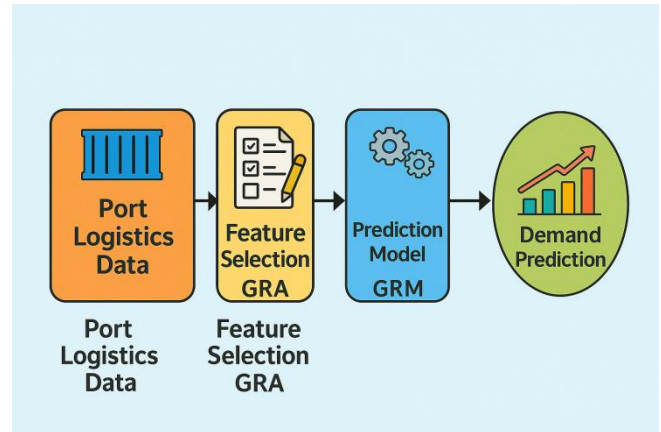 Port
Logistics
Data
Feature
Selection
GRA
Prediction
Model
GRM
Demand
Prediction
Port
Logistics
Data
Feature
Selection
GRA